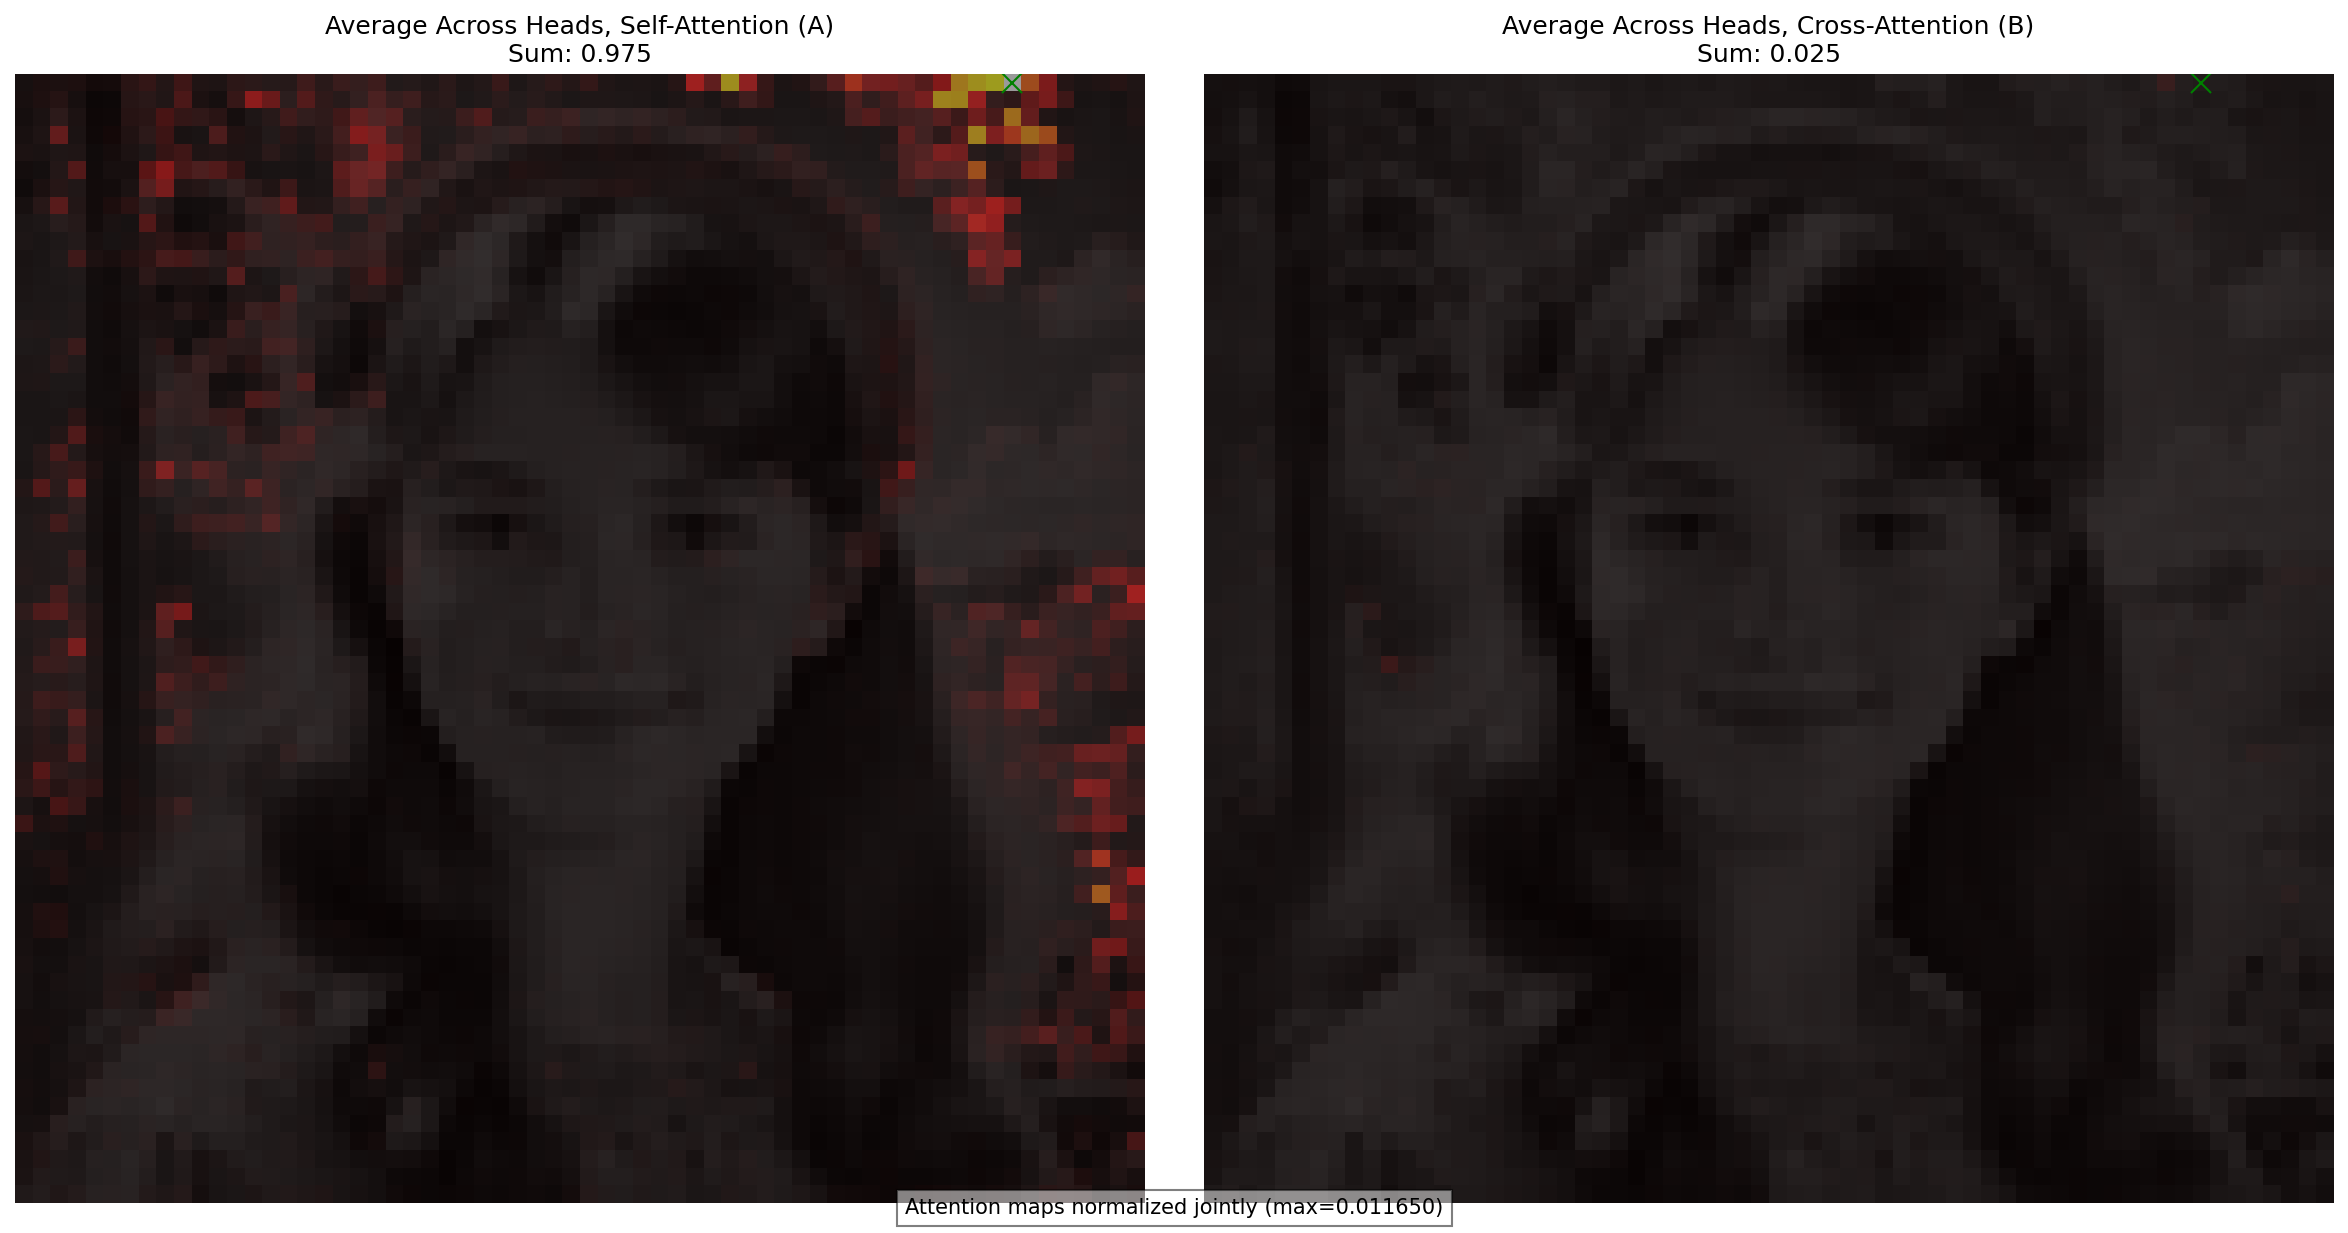 Average Across Heads, Self-Attention (A)
Sum: 0.975
Average Across Heads, Cross-Attention (B)
Sum: 0.025
Attention maps normalized jointly (max=0.011650)